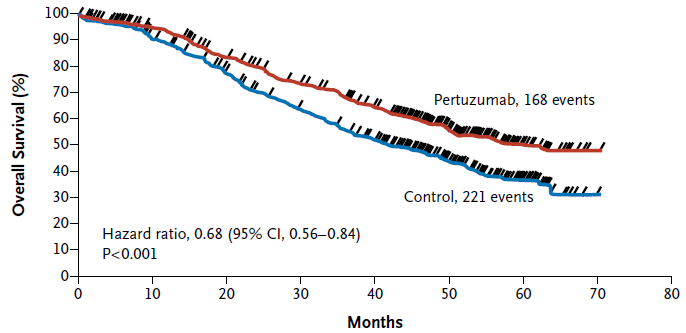 Overall Survival (%)
100
90
80
70
60
50
40
30
20
10
0
Pertuzumab, 168 events
Control, 221 events
Hazard ratio, 0.68 (95% CI, 0.56–0.84)
P<0.001
0 10 20 30 40 50 60 70 80
Months